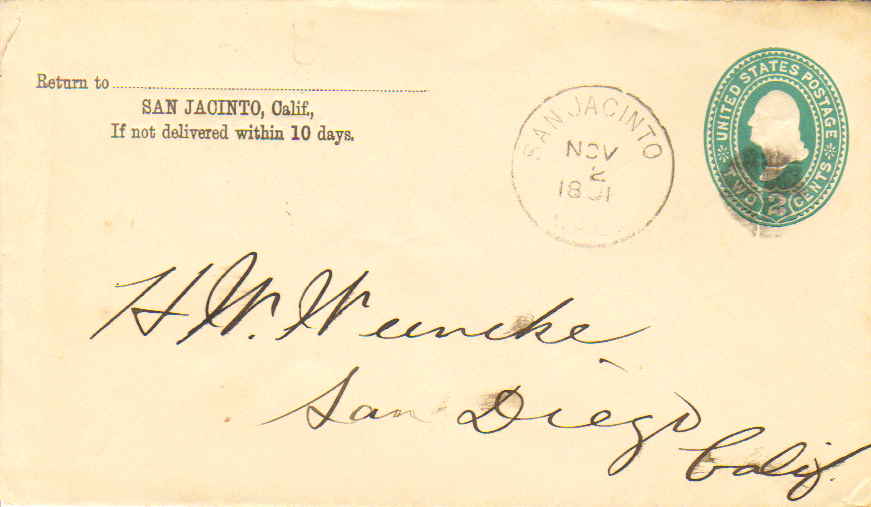 Return to
SAN JACINTO, Calif.,
If not delivered within 10 days.
SAN JACINTO
NOV
2
UNITED STATES POSTAGE
TWO 2 CENTS
H. W. Wuncke
San Diego
Calif.